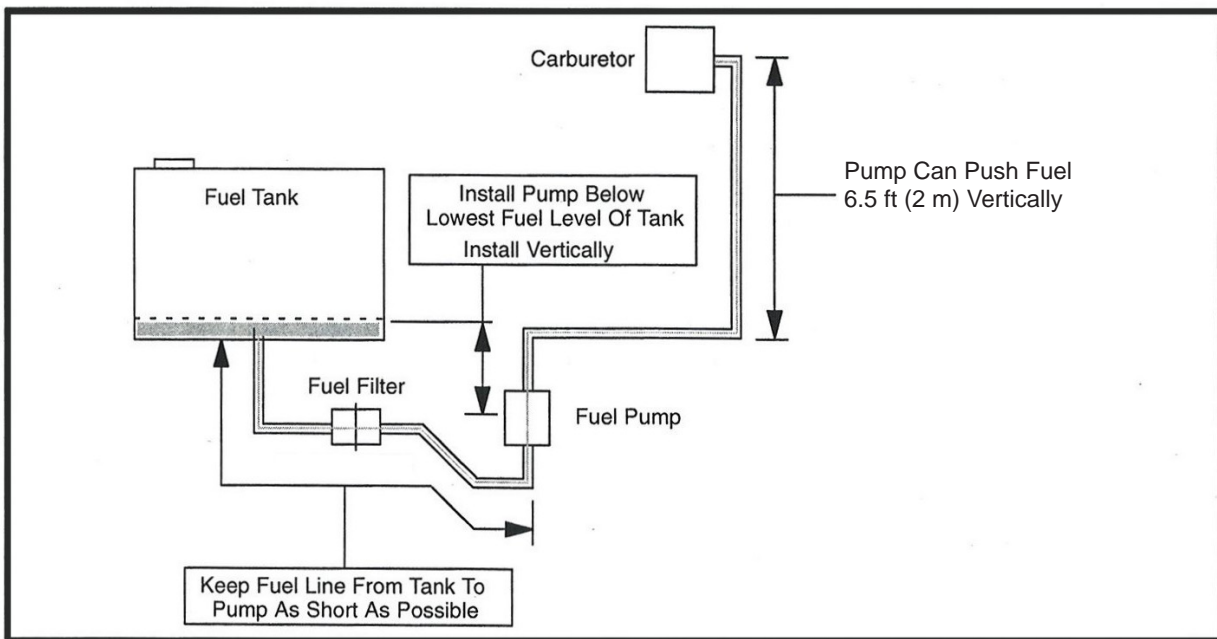 Carburetor
Pump Can Push Fuel
6.5 ft (2 m) Vertically
Fuel Tank
Install Pump Below
Lowest Fuel Level Of Tank
Install Vertically
Fuel Filter
Fuel Pump
Keep Fuel Line From Tank To
Pump As Short As Possible